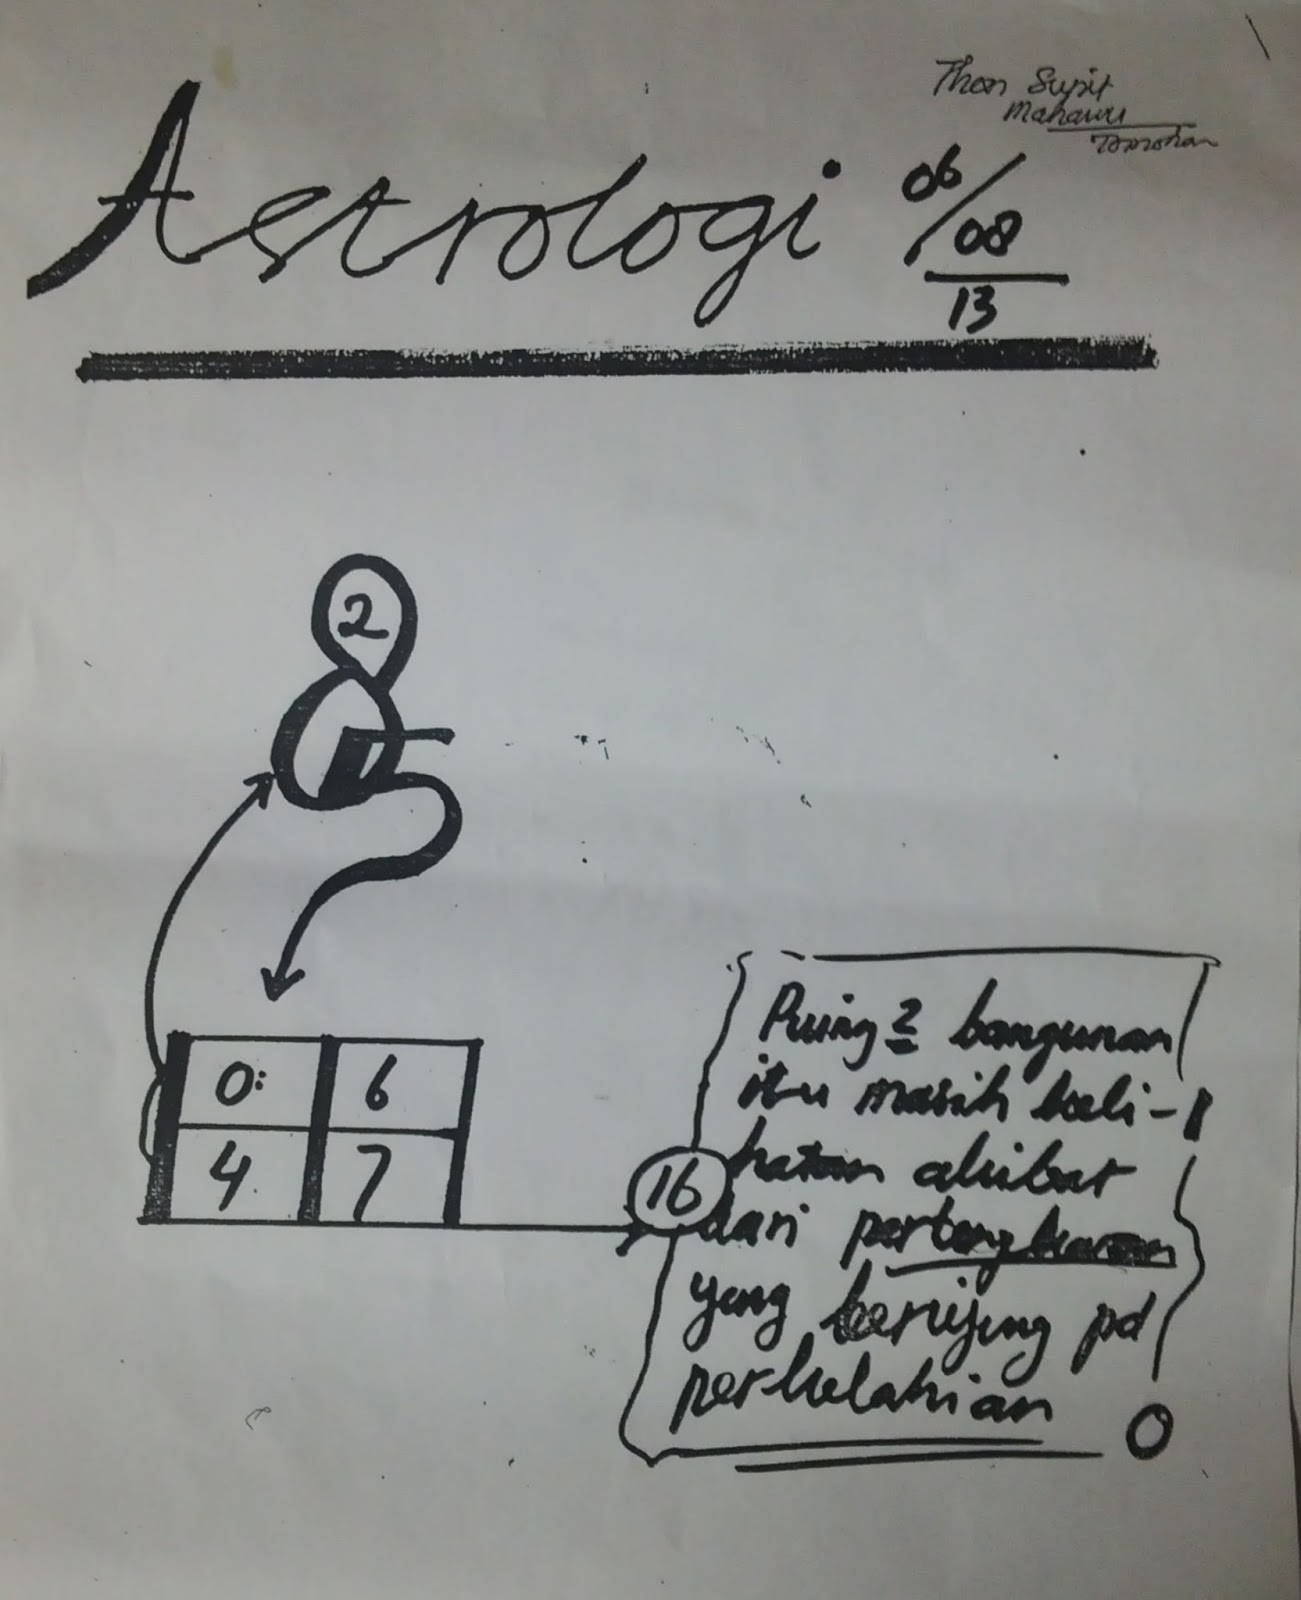 Thon Supit
Mahawu
Tomohon
Astrologi 06/08
13
2
0: 6
4 7
16
Puing2 bangunan
itu masih keli-
hatan akibat
dari pertengkaran
yang berujung pd
perkelahian